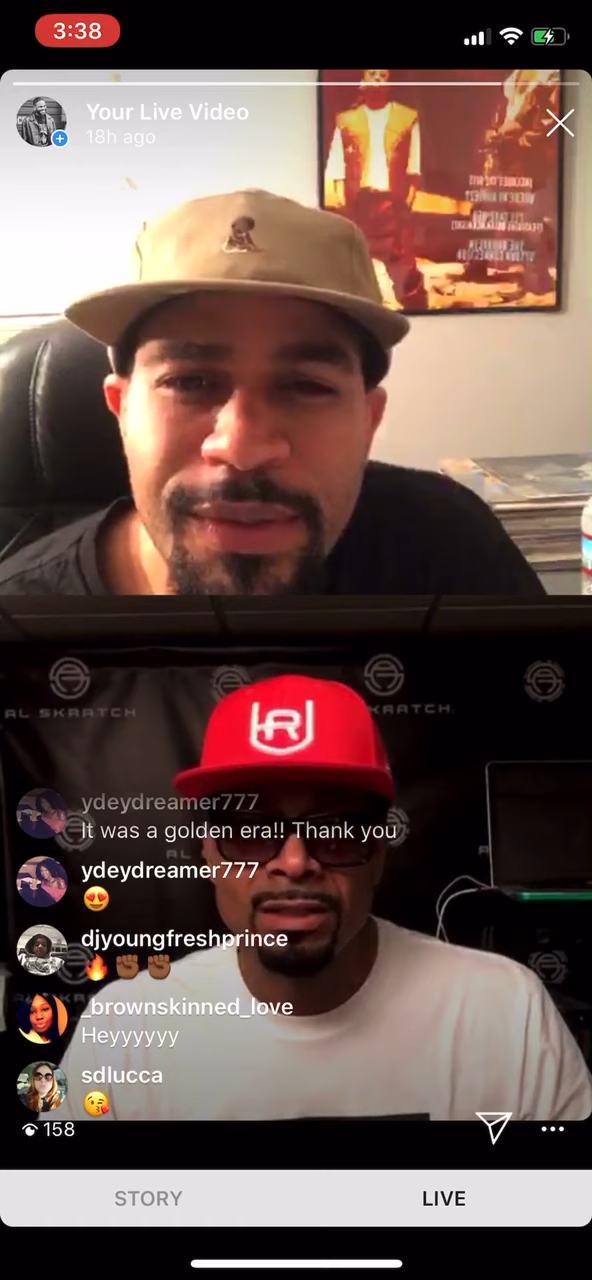 3:38
Your Live Video
18h ago
AL SKRATCH
KRATCH
ydeydreamer777
It was a golden era!! Thank you
ydeydreamer777
😍
djyoungfreshprince
🔥✊🏾✊🏾
_brownskinned_love
Heyyyyyy
sdlucca
😘
158
STORY
LIVE